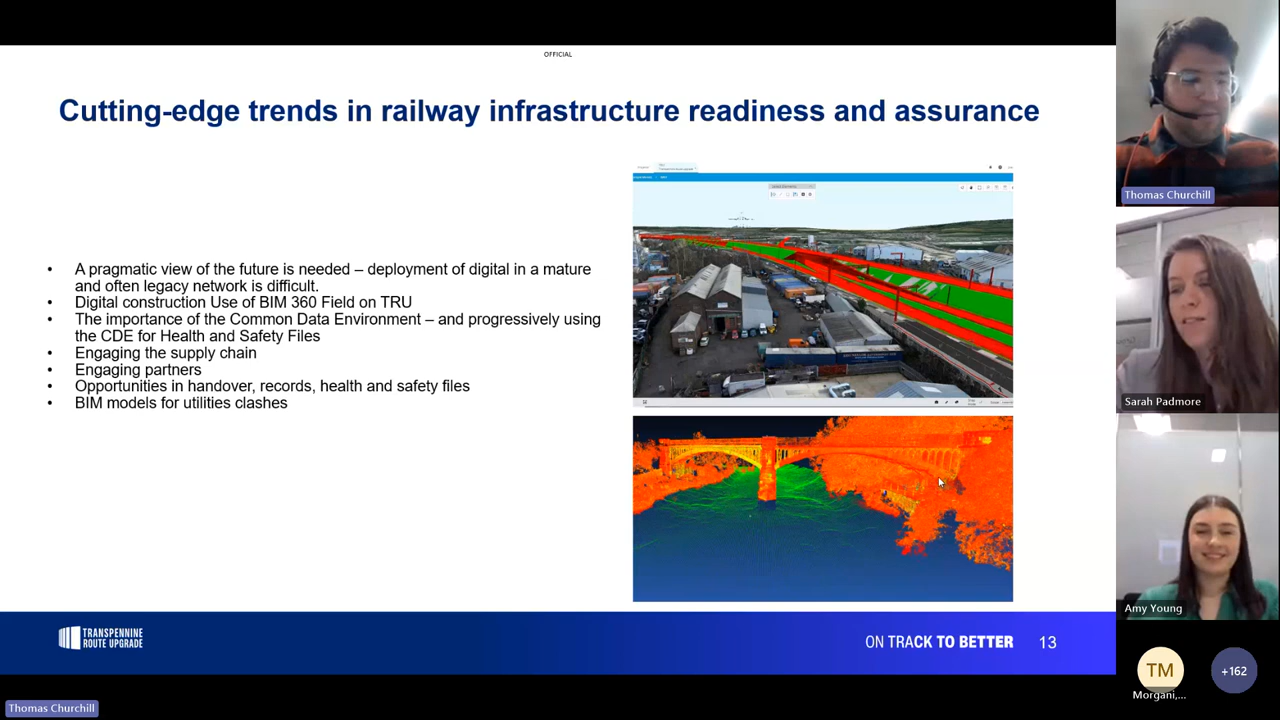 OFFICIAL
Cutting-edge trends in railway infrastructure readiness and assurance
• A pragmatic view of the future is needed – deployment of digital in a mature
and often legacy network is difficult.
• Digital construction Use of BIM 360 Field on TRU
• The importance of the Common Data Environment – and progressively using
the CDE for Health and Safety Files
• Engaging the supply chain
• Engaging partners
• Opportunities in handover, records, health and safety files
• BIM models for utilities clashes
TRANSPENNINE
ROUTE UPGRADE
ON TRACK TO BETTER
13
Thomas Churchill
Thomas Churchill
Sarah Padmore
Amy Young
TM
Morgani,...
+162